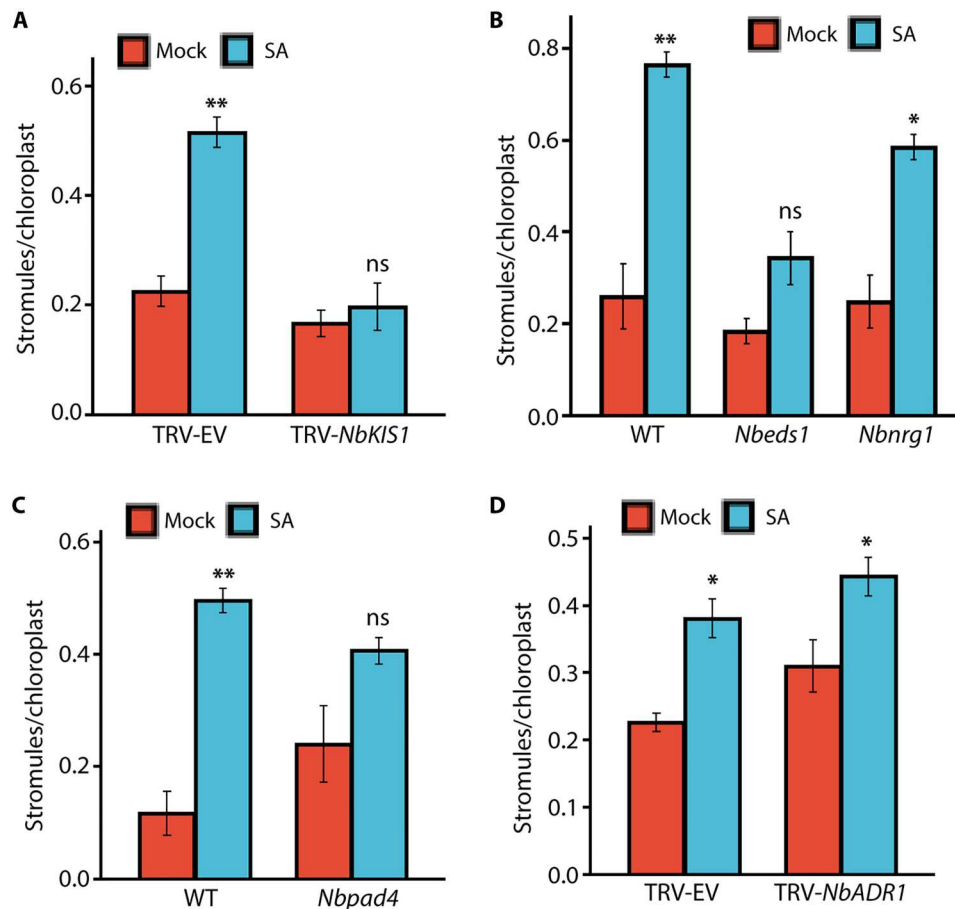 A
Mock SA
Stromules/chloroplast
0.6
0.4
0.2
0.0
**
ns
TRV-EV TRV-NbKIS1
B
Mock SA
Stromules/chloroplast
0.8
0.6
0.4
0.2
0.0
**
ns
*
WT Nbeds1 Nbnrg1
C
Mock SA
Stromules/chloroplast
0.6
0.4
0.2
0.0
**
ns
WT Nbpad4
D
Mock SA
Stromules/chloroplast
0.5
0.4
0.3
0.2
0.1
0.0
*
*
TRV-EV TRV-NbADR1